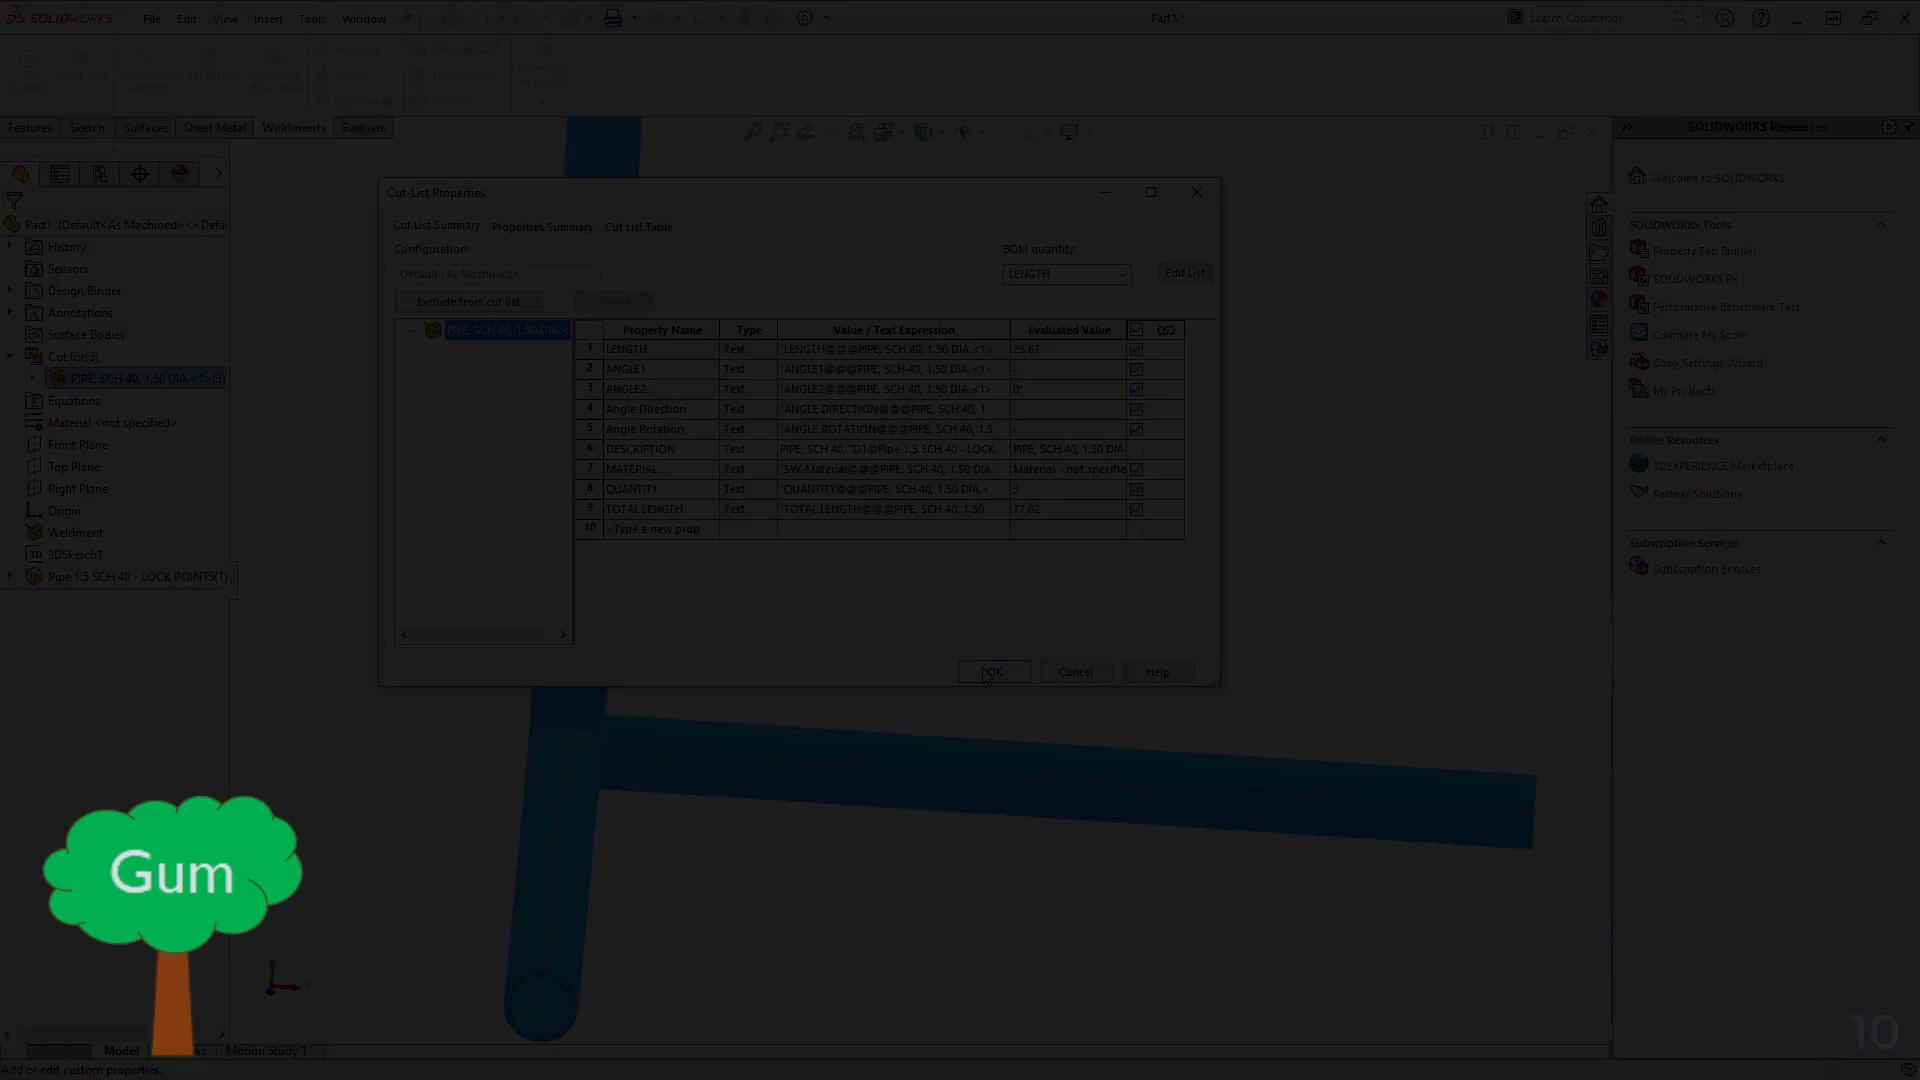 SOLIDWORKS File Edit View Insert Tools Window Part1 * Search Commands
Features Sketch Surfaces Sheet Metal Weldments Evaluate
SOLIDWORKS Resources
Part1 (Default<As Machined> <<Defau
History
Sensors
Design Binder
Annotations
Surface Bodies
Cut list(3)
PIPE, SCH 40, 1.50 DIA.<1>(3)
Equations
Material <not specified>
Front Plane
Top Plane
Right Plane
Origin
Weldment
3D 3DSketch1
Pipe 1.5 SCH 40 - LOCK POINTS(1)
Cut-List Properties
Cut List Summary Properties Summary Cut List Table
Configuration: BOM quantity:
Default<As Machined> LENGTH Edit List
Exclude from cut list
PIPE, SCH 40, 1.50 DIA.<
Property Name Type Value / Text Expression Evaluated Value
1 LENGTH Text "LENGTH@@@PIPE, SCH 40, 1.50 DIA.<1> 25.67
2 ANGLE1 Text "ANGLE1@@@PIPE, SCH 40, 1.50 DIA.<1> -
3 ANGLE2 Text "ANGLE2@@@PIPE, SCH 40, 1.50 DIA.<1> 0°
4 Angle Direction Text "ANGLE DIRECTION@@@PIPE, SCH 40, 1. -
5 Angle Rotation Text "ANGLE ROTATION@@@PIPE, SCH 40, 1.5 -
6 DESCRIPTION Text PIPE, SCH 40, "D1@Pipe 1.5 SCH 40 - LOCK PIPE, SCH 40, 1.50 DIA
7 MATERIAL Text "SW-Material@@@PIPE, SCH 40, 1.50 DIA. Material <not specifie
8 QUANTITY Text "QUANTITY@@@PIPE, SCH 40, 1.50 DIA.< 3
9 TOTAL LENGTH Text "TOTAL LENGTH@@@PIPE, SCH 40, 1.50 77.02
10 <Type a new prop
OK Cancel Help
Welcome to SOLIDWORKS
SOLIDWORKS Tools
Property Tab Builder
SOLIDWORKS Rx
Performance Benchmark Test
Compare My Score
Copy Settings Wizard
My Products
Online Resources
3DEXPERIENCE Marketplace
Partner Solutions
Subscription Services
Subscription Services
Gum
10
Model Motion Study 1
Add or edit custom properties.